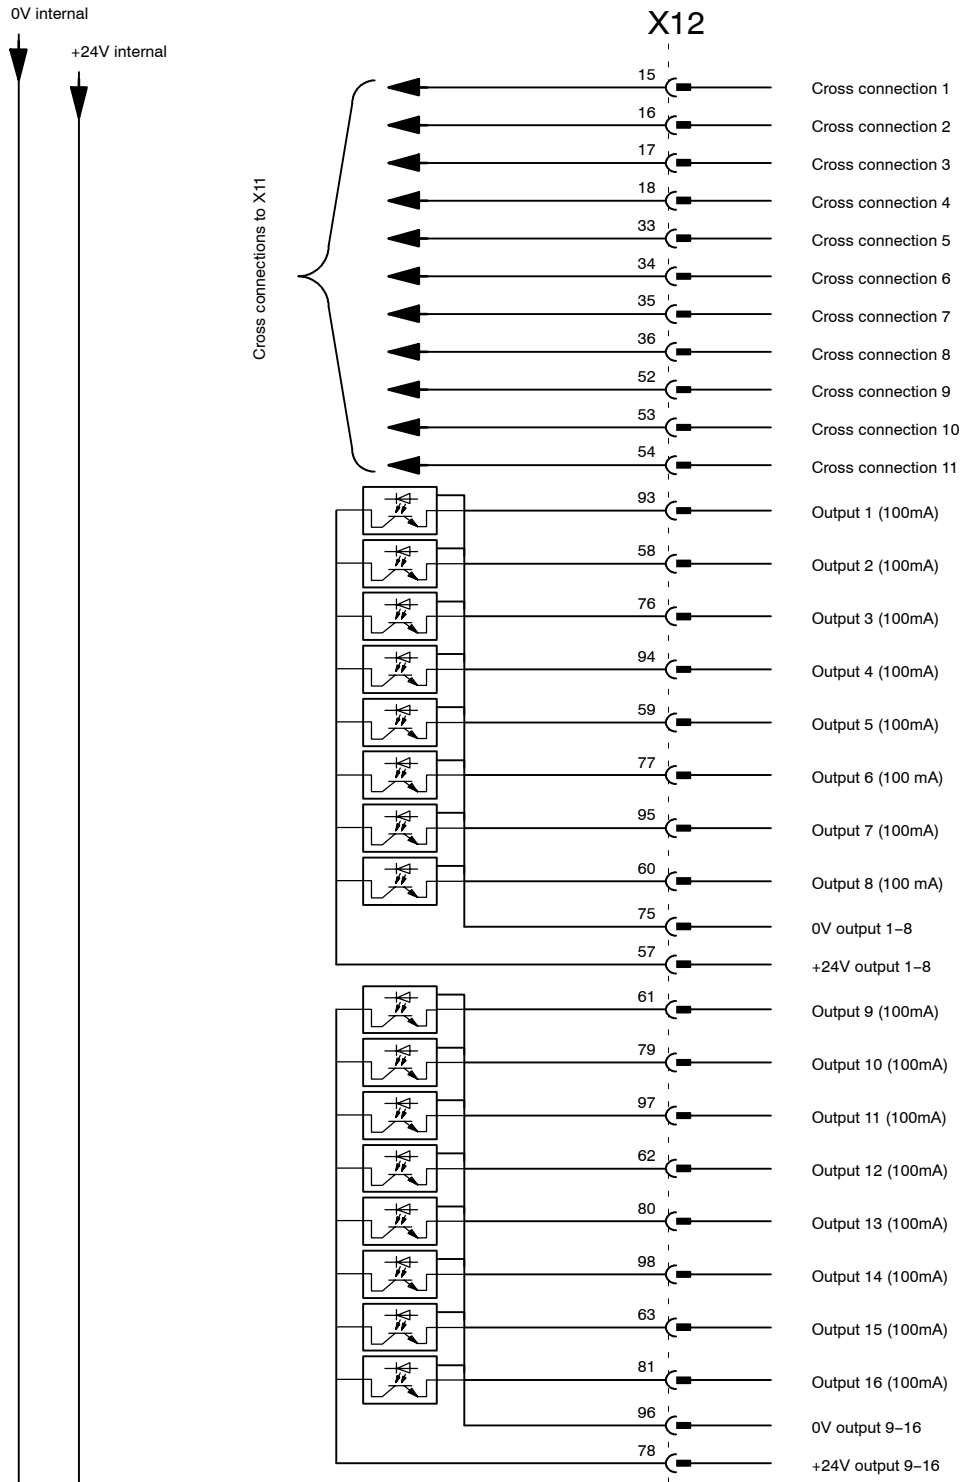 0V internal
X12
+24V internal
15 Cross connection 1
16 Cross connection 2
17 Cross connection 3
18 Cross connection 4
Cross connections to X11
33 Cross connection 5
34 Cross connection 6
35 Cross connection 7
36 Cross connection 8
52 Cross connection 9
53 Cross connection 10
54 Cross connection 11
93 Output 1 (100mA)
58 Output 2 (100mA)
76 Output 3 (100mA)
94 Output 4 (100mA)
59 Output 5 (100mA)
77 Output 6 (100 mA)
95 Output 7 (100mA)
60 Output 8 (100 mA)
75 0V output 1–8
57 +24V output 1–8
61 Output 9 (100mA)
79 Output 10 (100mA)
97 Output 11 (100mA)
62 Output 12 (100mA)
80 Output 13 (100mA)
98 Output 14 (100mA)
63 Output 15 (100mA)
81 Output 16 (100mA)
96 0V output 9–16
78 +24V output 9–16